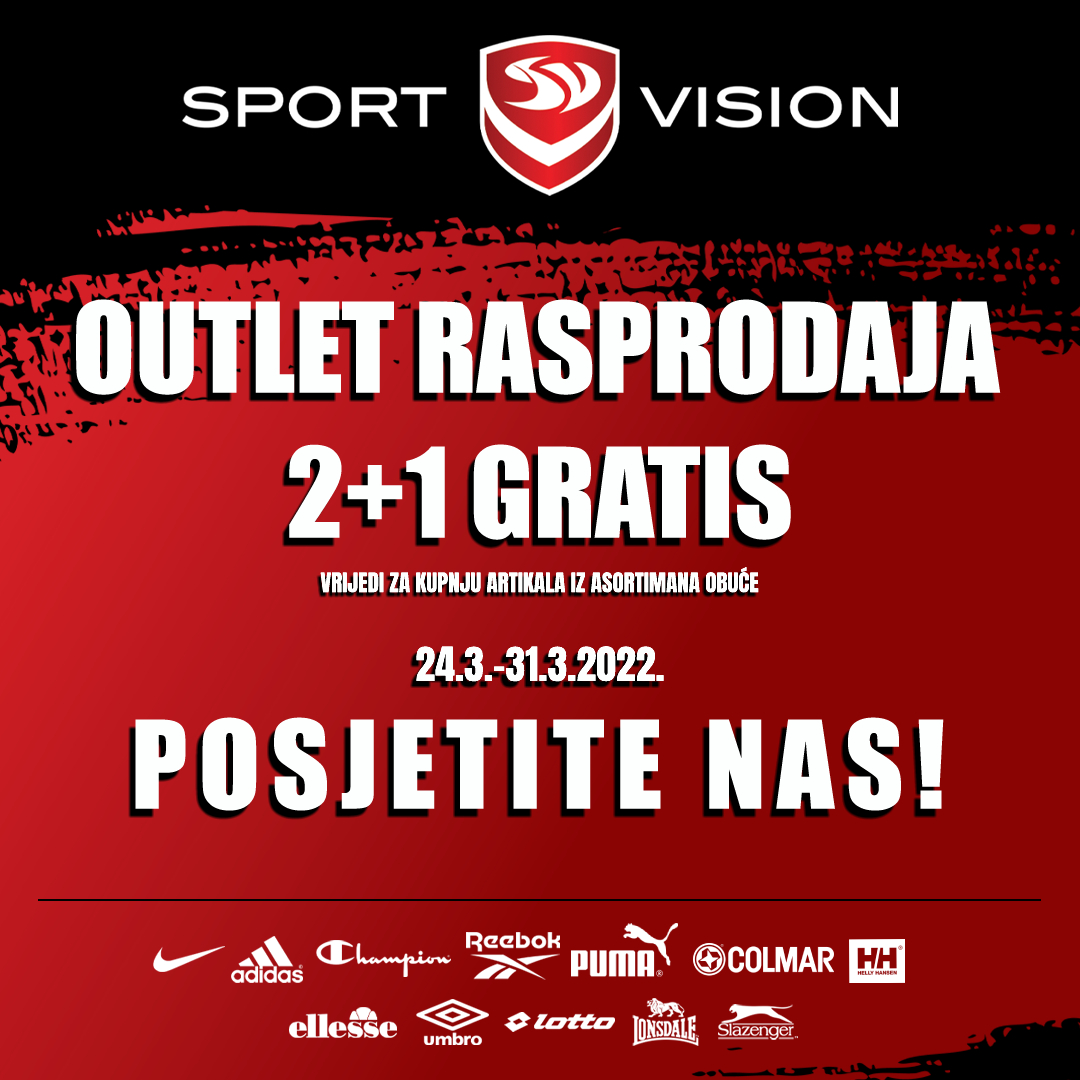 SPORT SV VISION
OUTLET RASPRODAJA
2+1 GRATIS
VRIJEDI ZA KUPNJU ARTIKALA IZ ASORTIMANA OBUĆE
24.3.-31.3.2022.
POSJETITE NAS!
adidas Champion Reebok PUMA COLMAR HH HELLY HANSEN
ellesse umbro lotto LONSDALE Slazenger